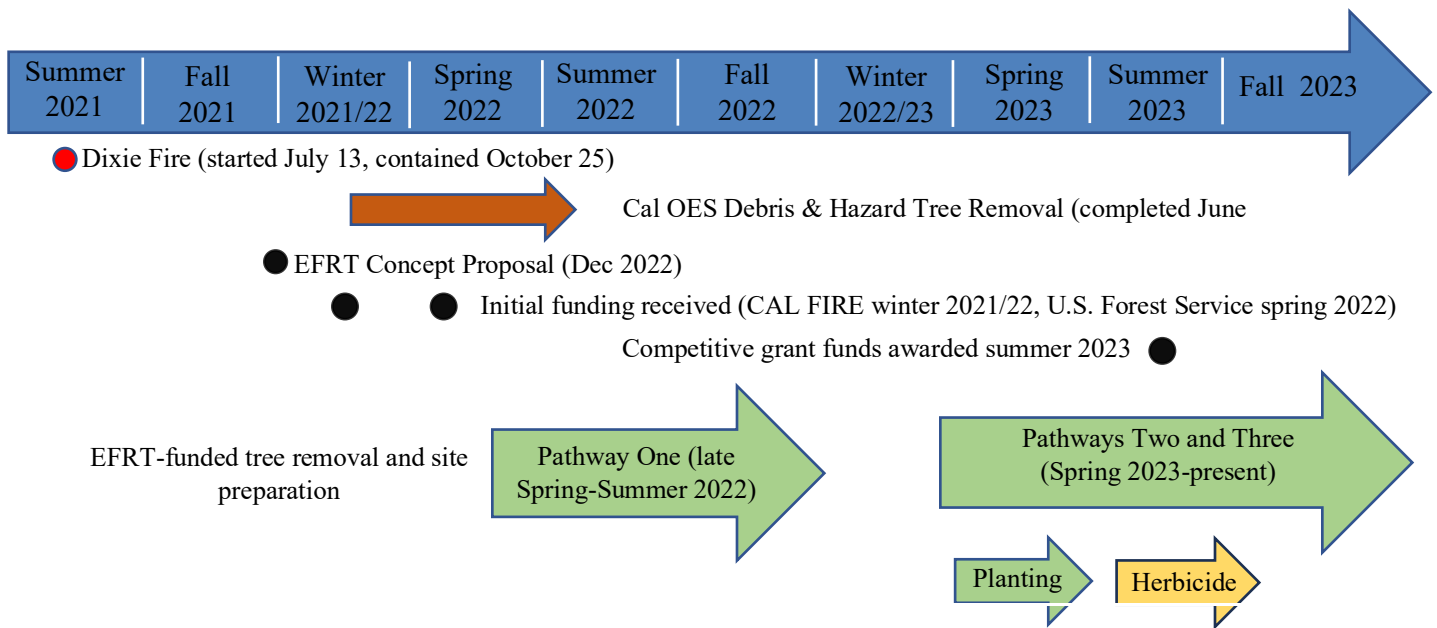 Summer
2021
Fall
2021
Winter
2021/22
Spring
2022
Summer
2022
Fall
2022
Winter
2022/23
Spring
2023
Summer
2023
Fall 2023
Dixie Fire (started July 13, contained October 25)
Cal OES Debris & Hazard Tree Removal (completed June
EFRT Concept Proposal (Dec 2022)
Initial funding received (CAL FIRE winter 2021/22, U.S. Forest Service spring 2022)
Competitive grant funds awarded summer 2023
EFRT-funded tree removal and site
preparation
Pathway One (late
Spring-Summer 2022)
Pathways Two and Three
(Spring 2023-present)
Planting
Herbicide